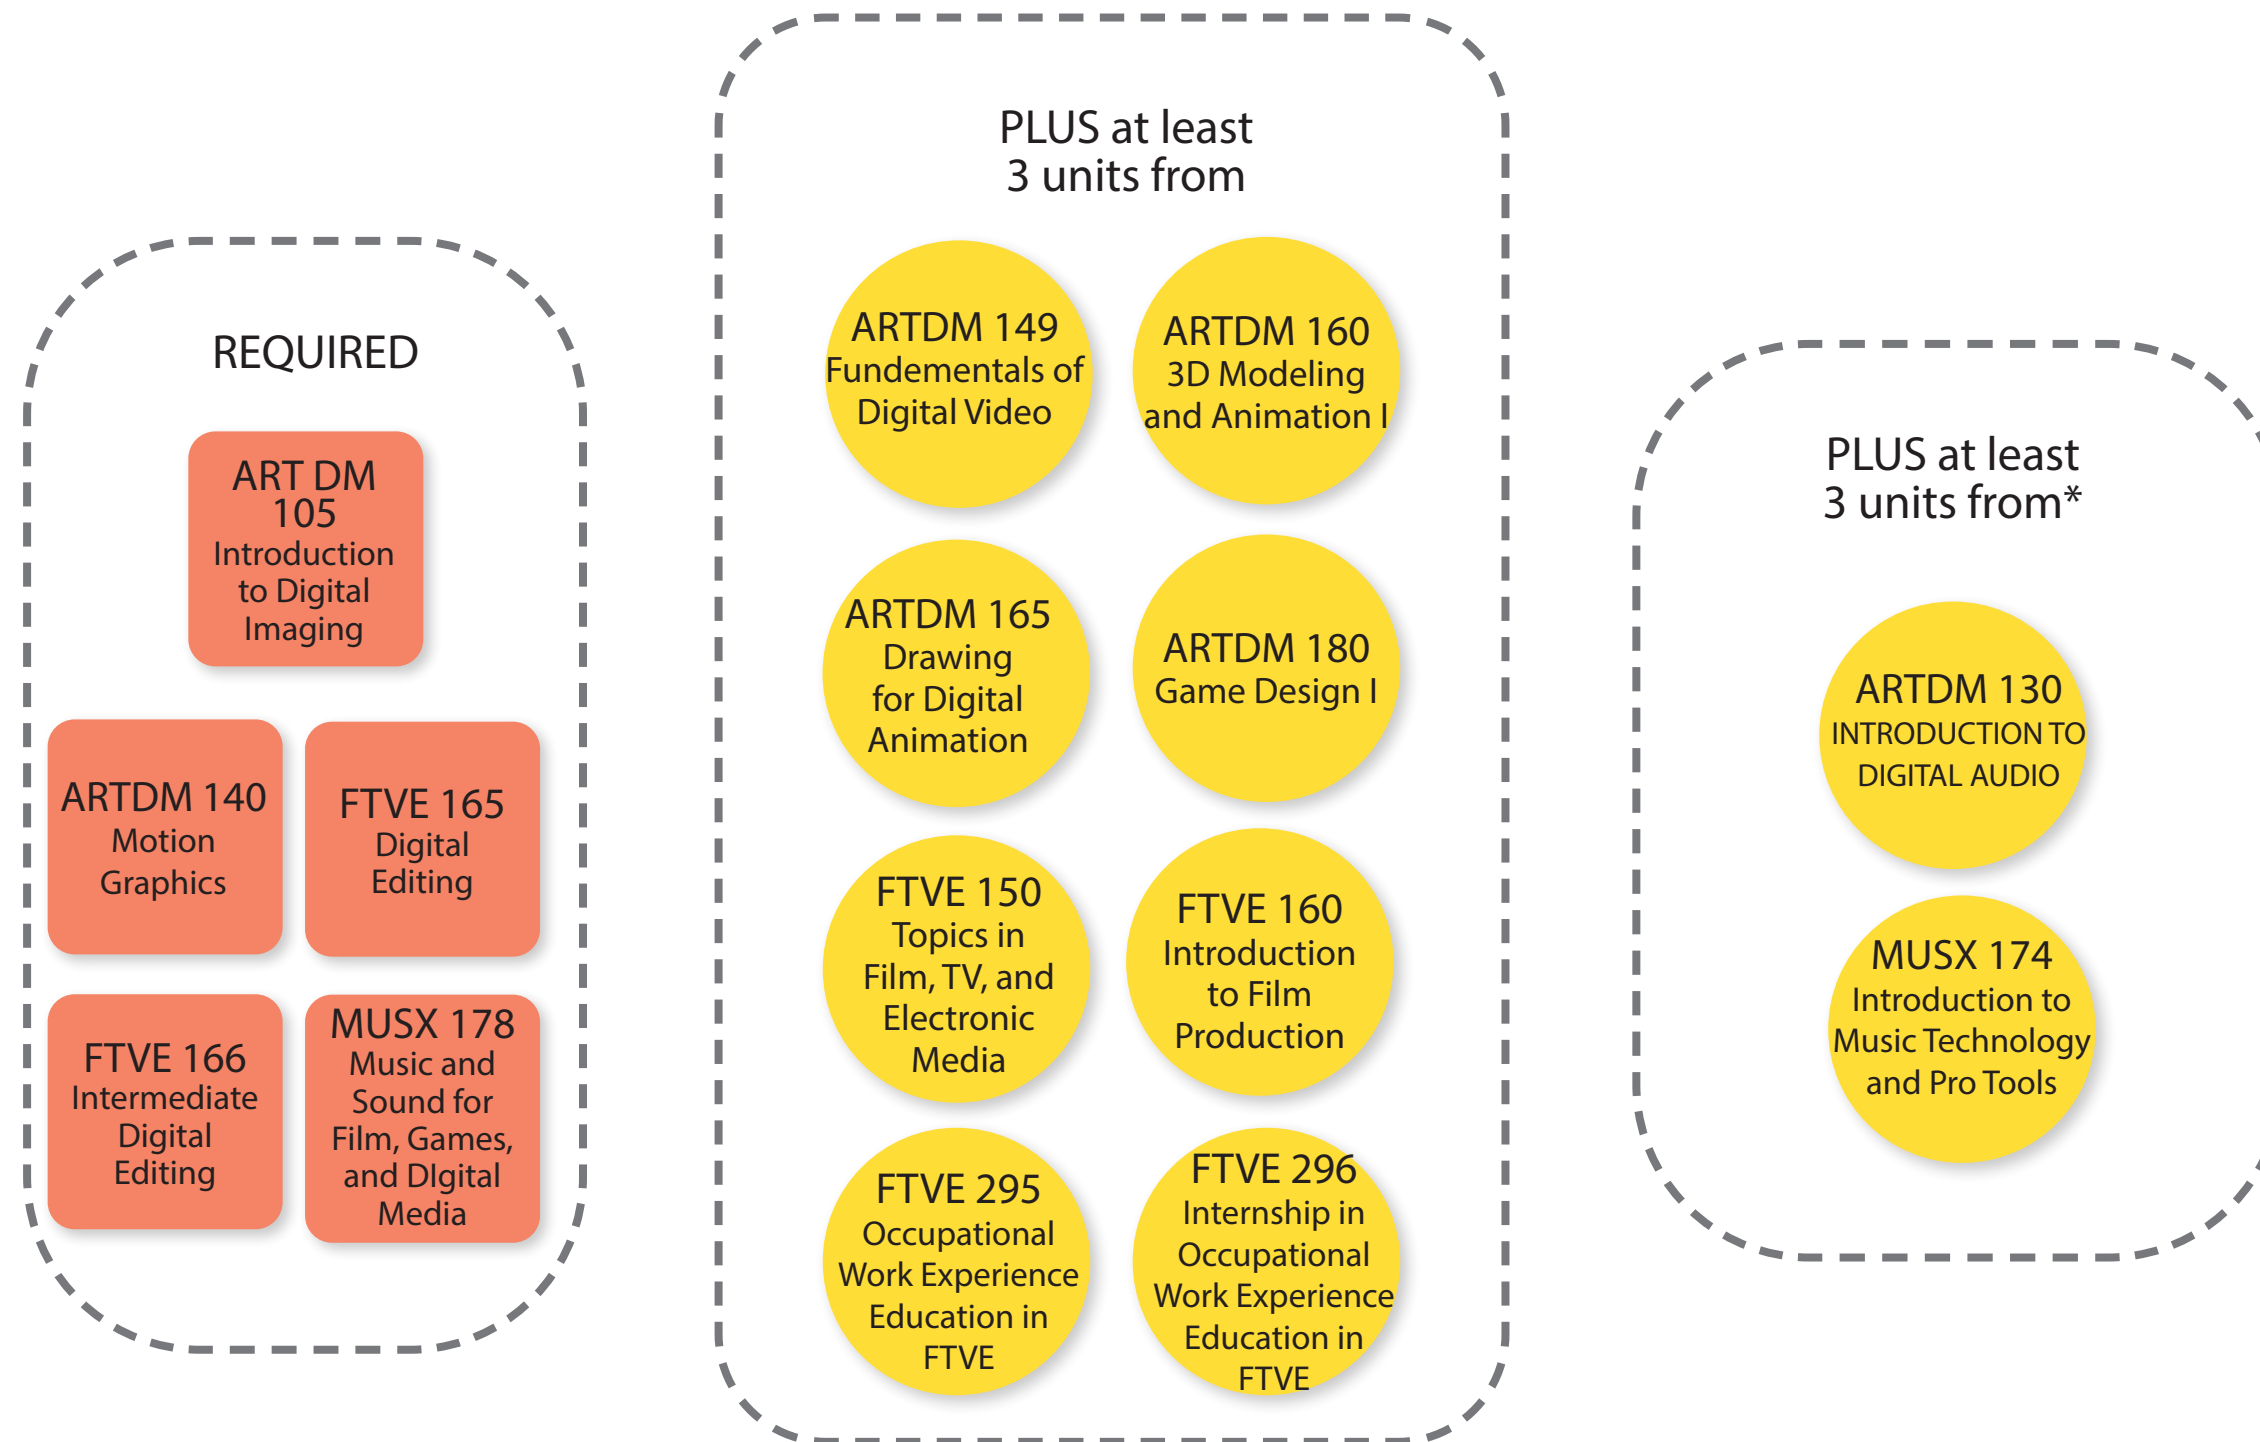 REQUIRED
ART DM
105
Introduction
to Digital
Imaging
ARTDM 140
Motion
Graphics
FTVE 165
Digital
Editing
FTVE 166
Intermediate
Digital
Editing
MUSX 178
Music and
Sound for
Film, Games,
and DIgital
Media
PLUS at least
3 units from
ARTDM 149
Fundementals of
Digital Video
ARTDM 160
3D Modeling
and Animation I
ARTDM 165
Drawing
for Digital
Animation
ARTDM 180
Game Design I
FTVE 150
Topics in
Film, TV, and
Electronic
Media
FTVE 160
Introduction
to Film
Production
FTVE 295
Occupational
Work Experience
Education in
FTVE
FTVE 296
Internship in
Occupational
Work Experience
Education in
FTVE
PLUS at least
3 units from*
ARTDM 130
INTRODUCTION TO
DIGITAL AUDIO
MUSX 174
Introduction to
Music Technology
and Pro Tools